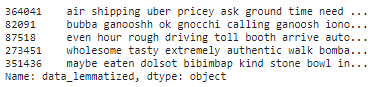 364041 air shipping uber pricey ask ground time need ...
82091 bubba ganooshh ok gnocchi calling ganoosh iono...
87518 even hour rough driving toll booth arrive auto...
273451 wholesome tasty extremely authentic walk bomba...
351436 maybe eaten dolsot bibimbap kind stone bowl in...
Name: data_lemmatized, dtype: object